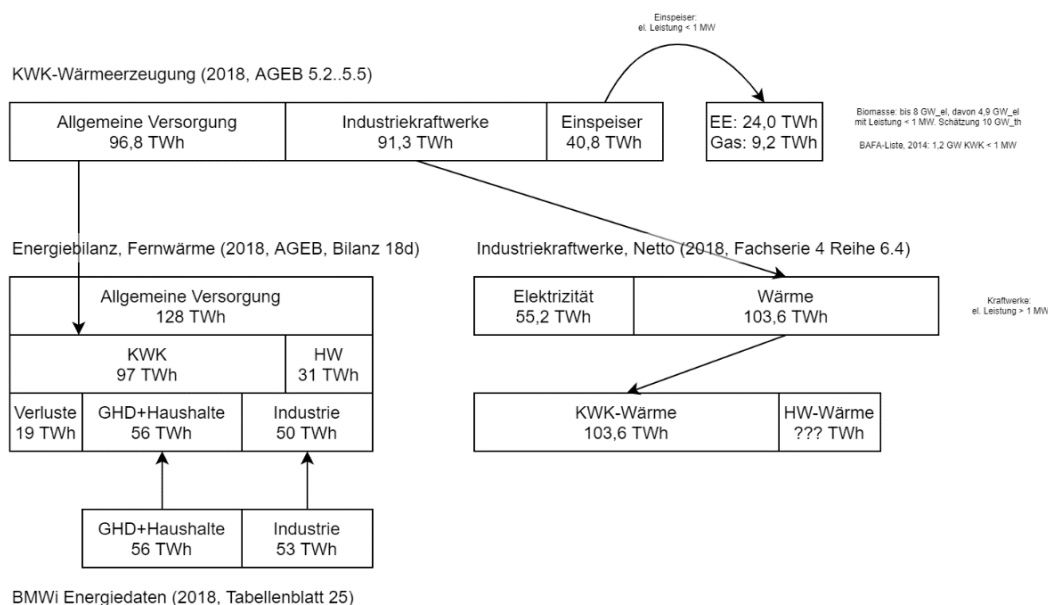 Einspeiser:
el. Leistung < 1 MW
KWK-Wärmeerzeugung (2018, AGEB 5.2..5.5)
Allgemeine Versorgung
96,8 TWh
Industriekraftwerke
91,3 TWh
Einspeiser
40,8 TWh
EE: 24,0 TWh
Gas: 9,2 TWh
Biomasse: bis 8 GW_el, davon 4,9 GW_el
mit Leistung < 1 MW. Schätzung 10 GW_th
BAFA-Liste, 2014: 1,2 GW KWK < 1 MW
Energiebilanz, Fernwärme (2018, AGEB, Bilanz 18d)
Allgemeine Versorgung
128 TWh
KWK
97 TWh
HW
31 TWh
Verluste
19 TWh
GHD+Haushalte
56 TWh
Industrie
50 TWh
GHD+Haushalte
56 TWh
Industrie
53 TWh
BMWi Energiedaten (2018, Tabellenblatt 25)
Industriekraftwerke, Netto (2018, Fachserie 4 Reihe 6.4)
Elektrizität
55,2 TWh
Wärme
103,6 TWh
Kraftwerke:
el. Leistung > 1 MW
KWK-Wärme
103,6 TWh
HW-Wärme
??? TWh